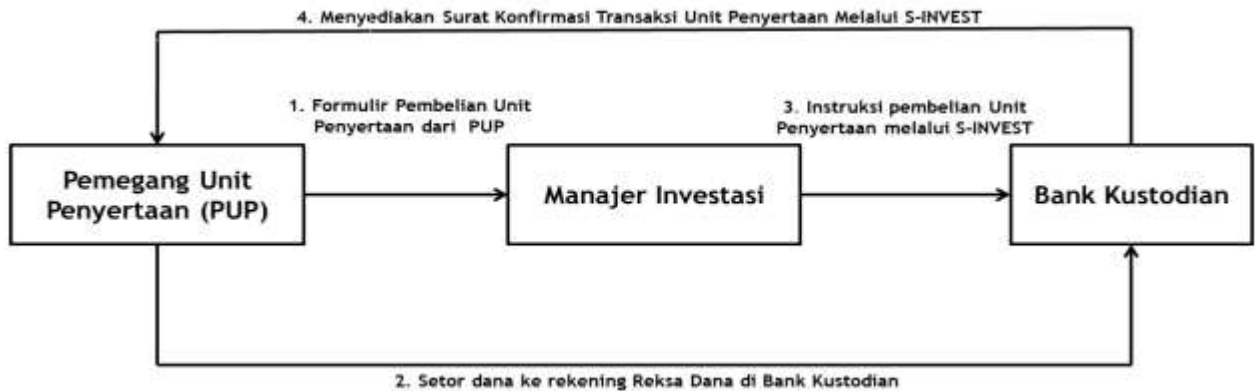 4. Menyediakan Surat Konfirmasi Transaksi Unit Penyertaan Melalui S-INVEST
1. Formulir Pembelian Unit
Penyertaan dari PUP
3. Instruksi pembelian Unit
Penyertaan melalui S-INVEST
Pemegang Unit
Penyertaan (PUP)
Manajer Investasi
Bank Kustodian
2. Setor dana ke rekening Reksa Dana di Bank Kustodian